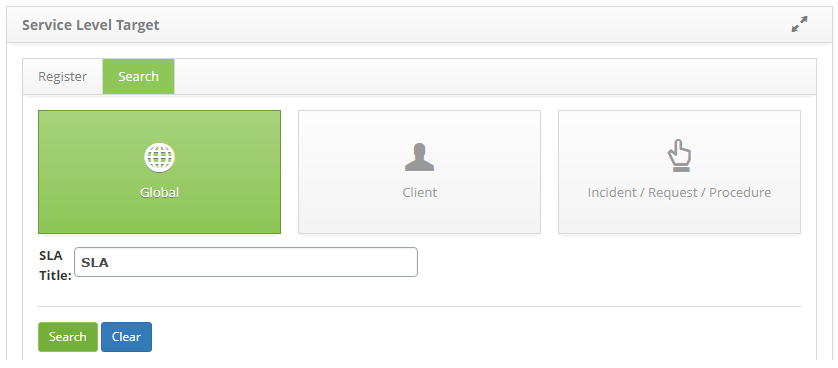 Service Level Target
Register Search
Global Client Incident / Request / Procedure
SLA
Title: SLA
Search Clear